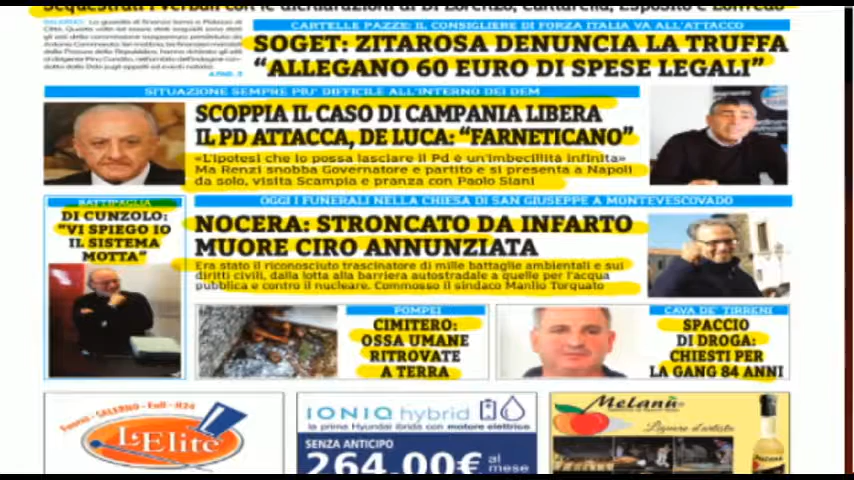 Sequestrati i verbali con le dichiarazioni di Di Lorenzo, Cantarella, Esposito e Loffredo
CARTELLE PAZZE: IL CONSIGLIERE DI FORZA ITALIA VA ALL'ATTACCO
SOGET: ZITAROSA DENUNCIA LA TRUFFA
“ALLEGANO 60 EURO DI SPESE LEGALI”
SITUAZIONE SEMPRE PIU' DIFFICILE ALL'INTERNO DEI DEM
SCOPPIA IL CASO DI CAMPANIA LIBERA
IL PD ATTACCA, DE LUCA: “FARNETICANO”
«L'ipotesi che io possa lasciare il Pd è un'imbecillità infinita»
Ma Renzi snobba Governatore e partito e si presenta a Napoli
da solo, visita Scampia e pranza con Paolo Siani
BATTIPAGLIA
DI CUNZOLO:
“VI SPIEGO IO
IL SISTEMA
MOTTA”
OGGI I FUNERALI NELLA CHIESA DI SAN GIUSEPPE A MONTEVESCOVADO
NOCERA: STRONCATO DA INFARTO
MUORE CIRO ANNUNZIATA
Era stato il riconosciuto trascinatore di mille battaglie ambientali e sui
diritti civili, dalla lotta alla barriera autostradale a quelle per l'acqua
pubblica e contro il nucleare. Commosso il sindaco Manlio Torquato
POMPEI
CIMITERO:
OSSA UMANE
RITROVATE
A TERRA
CAVA DE' TIRRENI
SPACCIO
DI DROGA:
CHIESTI PER
LA GANG 84 ANNI
SALERNO
L'Elite
IONIQ hybrid
la prima Hyundai ibrida con motore elettrico
SENZA ANTICIPO
264,00€ al
mese
Melanù
Liquore d'artista